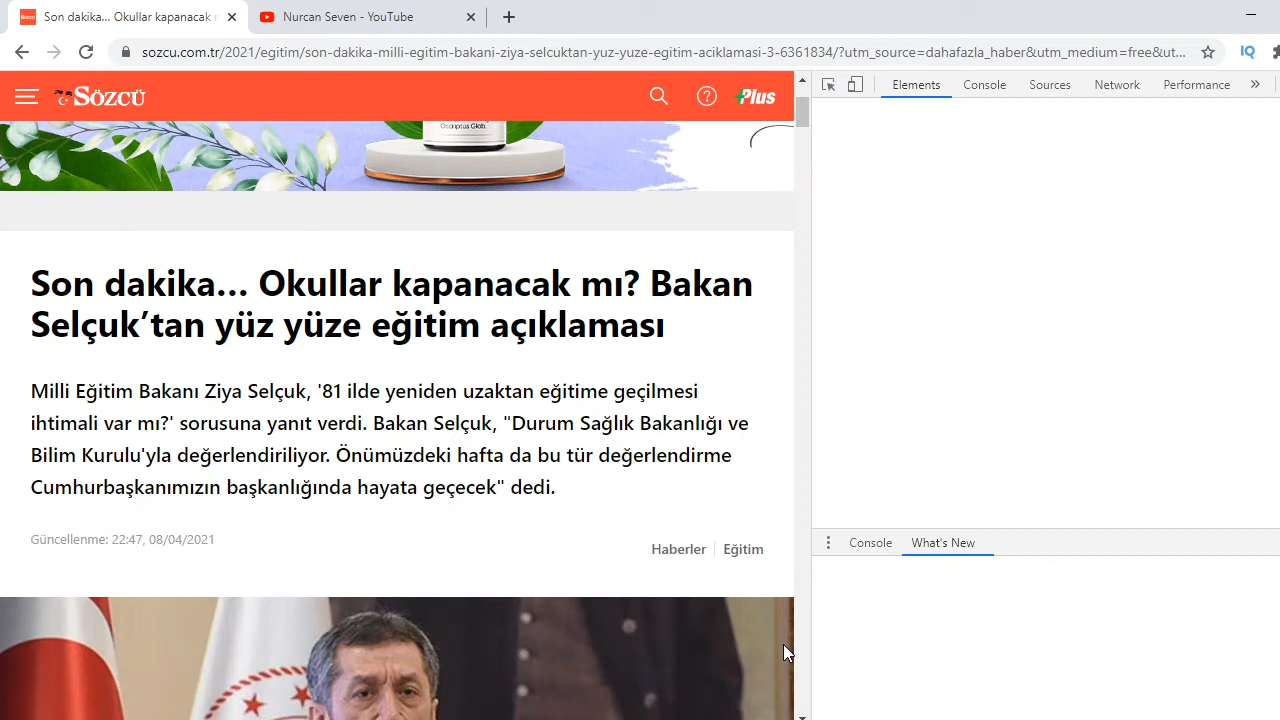 Son dakika... Okullar kapanacak
Nurcan Seven - YouTube
sozcu.com.tr/2021/egitim/son-dakika-milli-egitim-bakani-ziya-selcuktan-yuz-yuze-egitim-aciklamasi-3-6361834/?utm_source=dahafazla_haber&utm_medium=free&ut...
IQ
SÖZCÜ
Plus
Elements
Console
Sources
Network
Performance
Ocaliptus Glob.
Son dakika... Okullar kapanacak mı? Bakan
Selçuk’tan yüz yüze eğitim açıklaması
Milli Eğitim Bakanı Ziya Selçuk, '81 ilde yeniden uzaktan eğitime geçilmesi
ihtimali var mı?' sorusuna yanıt verdi. Bakan Selçuk, "Durum Sağlık Bakanlığı ve
Bilim Kurulu'yla değerlendiriliyor. Önümüzdeki hafta da bu tür değerlendirme
Cumhurbaşkanımızın başkanlığında hayata geçecek" dedi.
Güncellenme: 22:47, 08/04/2021
Haberler
Eğitim
Console
What's New